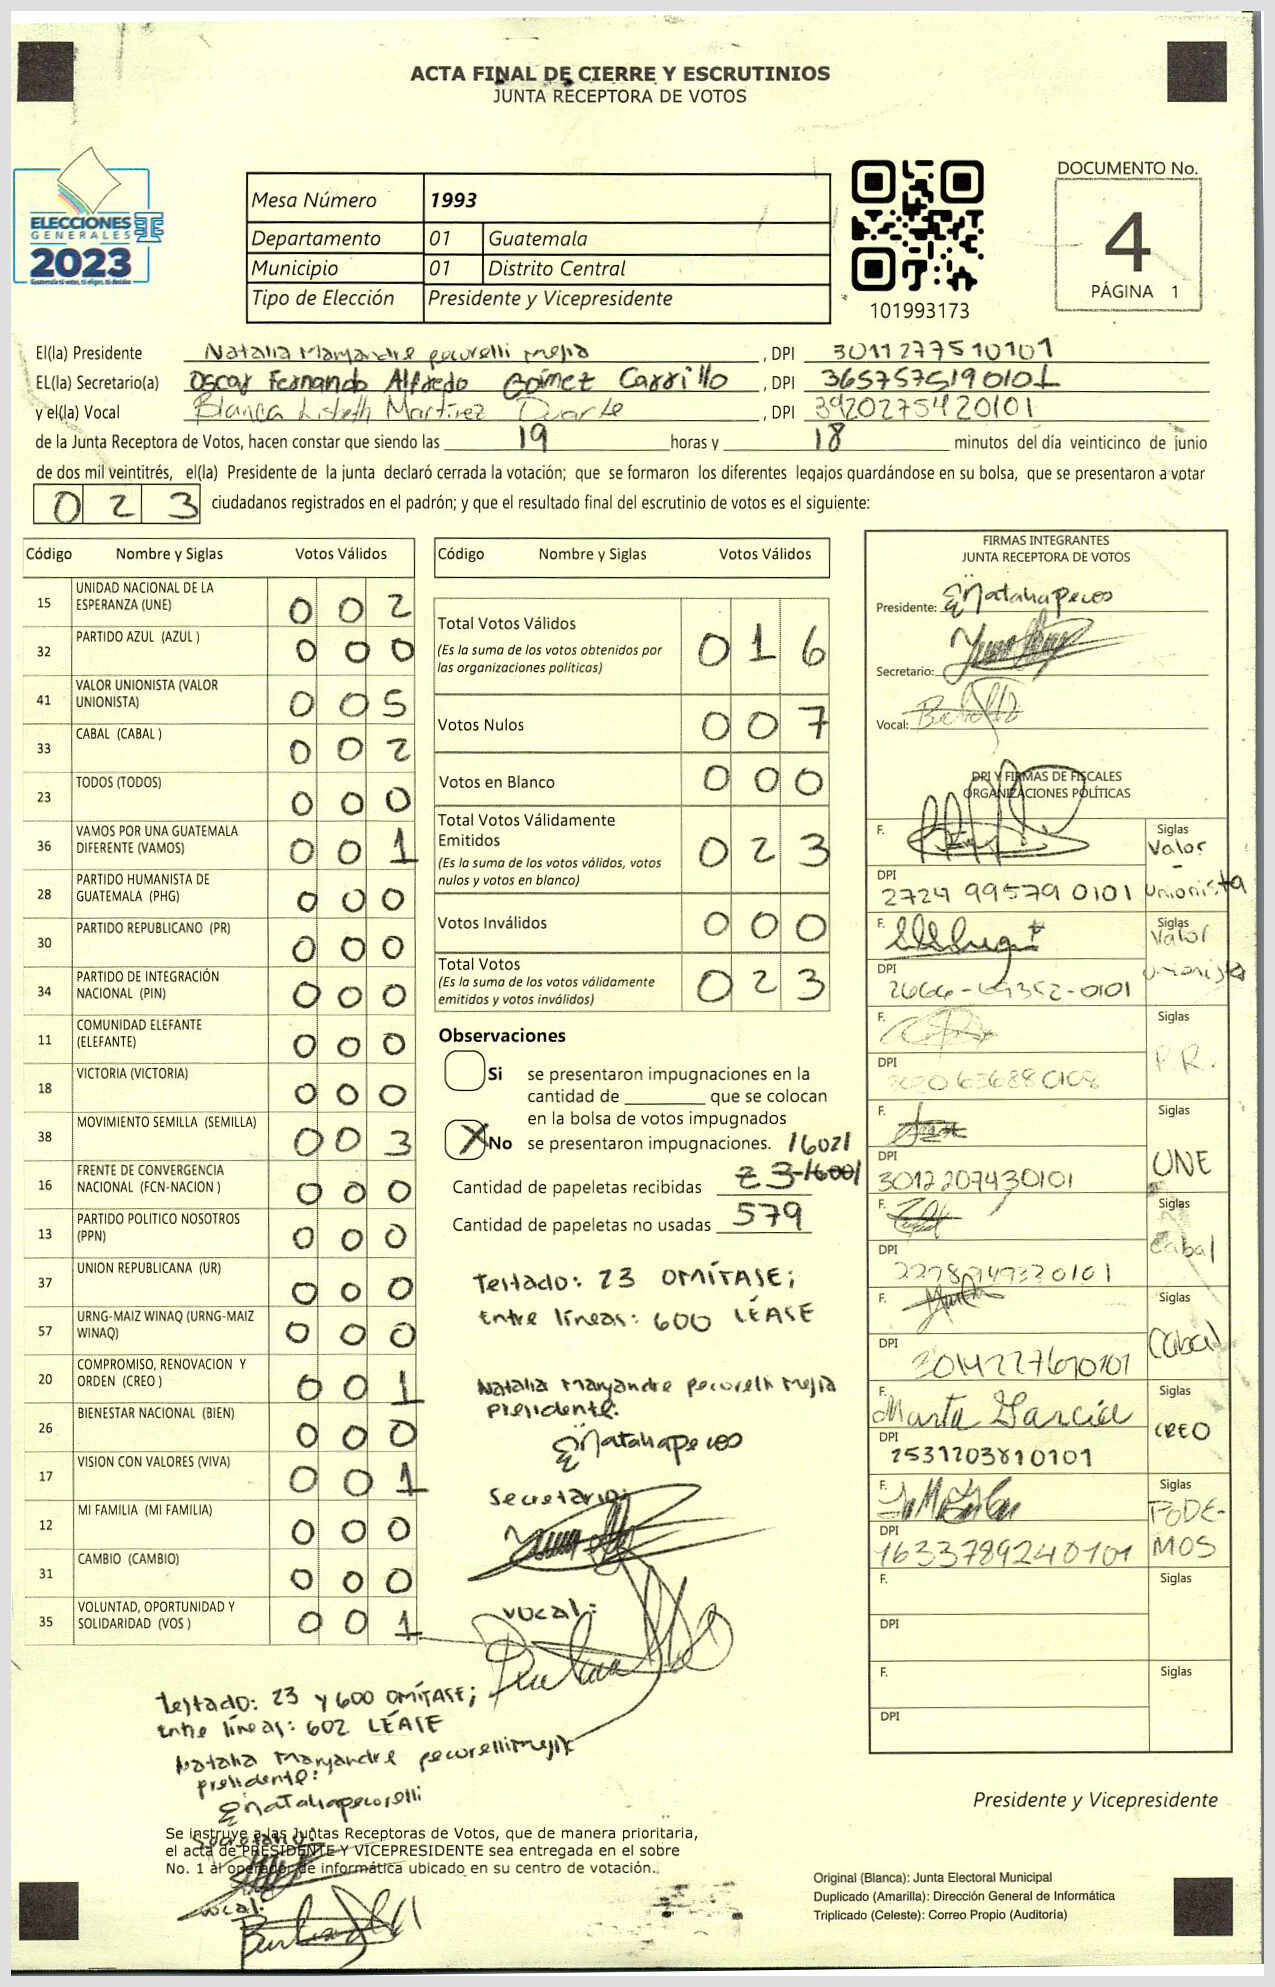 ACTA FINAL DE CIERRE Y ESCRUTINIOS
JUNTA RECEPTORA DE VOTOS
ELECCIONES
GENERALES
2023
Mesa Número 1993
Departamento 01 Guatemala
Municipio 01 Distrito Central
Tipo de Elección Presidente y Vicepresidente
101993173
DOCUMENTO No.
4
PÁGINA 1
El(la) Presidente Natalia Maryandre pecorelli mejia, DPI 3011277510101
EL(la) Secretario(a) Oscar Fernando Alfredo Gómez Carrillo, DPI 3657575190101
y el(la) Vocal Blanca Lisbeth Martinez Duarte, DPI 3920275420101
de la Junta Receptora de Votos, hacen constar que siendo las 19 horas y 18 minutos del día veinticinco de junio
de dos mil veintitrés, el(la) Presidente de la junta declaró cerrada la votación; que se formaron los diferentes legajos guardándose en su bolsa, que se presentaron a votar
023 ciudadanos registrados en el padrón; y que el resultado final del escrutinio de votos es el siguiente:
Código Nombre y Siglas Votos Válidos
15 UNIDAD NACIONAL DE LA
ESPERANZA (UNE) 0 0 2
32 PARTIDO AZUL (AZUL ) 0 0 0
41 VALOR UNIONISTA (VALOR
UNIONISTA) 0 0 5
33 CABAL (CABAL ) 0 0 2
23 TODOS (TODOS) 0 0 0
36 VAMOS POR UNA GUATEMALA
DIFERENTE (VAMOS) 0 0 1
28 PARTIDO HUMANISTA DE
GUATEMALA (PHG) 0 0 0
30 PARTIDO REPUBLICANO (PR) 0 0 0
34 PARTIDO DE INTEGRACIÓN
NACIONAL (PIN) 0 0 0
11 COMUNIDAD ELEFANTE
(ELEFANTE) 0 0 0
18 VICTORIA (VICTORIA) 0 0 0
38 MOVIMIENTO SEMILLA (SEMILLA) 0 0 3
16 FRENTE DE CONVERGENCIA
NACIONAL (FCN-NACION ) 0 0 0
13 PARTIDO POLITICO NOSOTROS
(PPN) 0 0 0
37 UNION REPUBLICANA (UR) 0 0 0
57 URNG-MAIZ WINAQ (URNG-MAIZ
WINAQ) 0 0 0
20 COMPROMISO, RENOVACION Y
ORDEN (CREO ) 0 0 1
26 BIENESTAR NACIONAL (BIEN) 0 0 0
17 VISION CON VALORES (VIVA) 0 0 1
12 MI FAMILIA (MI FAMILIA) 0 0 0
31 CAMBIO (CAMBIO) 0 0 0
35 VOLUNTAD, OPORTUNIDAD Y
SOLIDARIDAD (VOS ) 0 0 1
Código Nombre y Siglas Votos Válidos
Total Votos Válidos 0 1 6
(Es la suma de los votos obtenidos por
las organizaciones políticas)
Votos Nulos 0 0 7
Votos en Blanco 0 0 0
Total Votos Válidamente
Emitidos 0 2 3
(Es la suma de los votos válidos, votos
nulos y votos en blanco)
Votos Inválidos 0 0 0
Total Votos 0 2 3
(Es la suma de los votos válidamente
emitidos y votos inválidos)
Observaciones
Si se presentaron impugnaciones en la
cantidad de ________ que se colocan
en la bolsa de votos impugnados
X No se presentaron impugnaciones. 16021
Cantidad de papeletas recibidas 23
Cantidad de papeletas no usadas 579
Testado: 23 OMÍTASE;
entre líneas: 600 LÉASE
Natalia Maryandre pecorelli mejia
presidente:
Nataliapecos
Secretario:
vocal:
Testado: 23 y 600 OMÍTASE;
entre líneas: 602 LÉASE
Natalia Maryandre pecorelli mejia
presidente:
Nataliapecorelli
Secretario:
vocal:
Se instruye a las Juntas Receptoras de Votos, que de manera prioritaria,
el acta de PRESIDENTE Y VICEPRESIDENTE sea entregada en el sobre
No. 1 al operador de informática ubicado en su centro de votación.
FIRMAS INTEGRANTES
JUNTA RECEPTORA DE VOTOS
Presidente: Nataliapecos
Secretario:
Vocal:
DPI Y FIRMAS DE FISCALES
ORGANIZACIONES POLÍTICAS
F. Siglas
Valor - Unionista
DPI
2724 99579 0101
F. Siglas
Valor Unionista
DPI
2666-69352-0101
F. Siglas
P.R.
DPI
F. Siglas
UNE
DPI
3012207430101
F. Siglas
Cabal
DPI
F. Siglas
Cabal
DPI
3014227670101
F. Marta Garcia Siglas
CREO
DPI
2531203810101
F. Siglas
PODE-
MOS
DPI
1633789240101
F. Siglas
DPI
F. Siglas
DPI
Presidente y Vicepresidente
Original (Blanca): Junta Electoral Municipal
Duplicado (Amarilla): Dirección General de Informática
Triplicado (Celeste): Correo Propio (Auditoría)